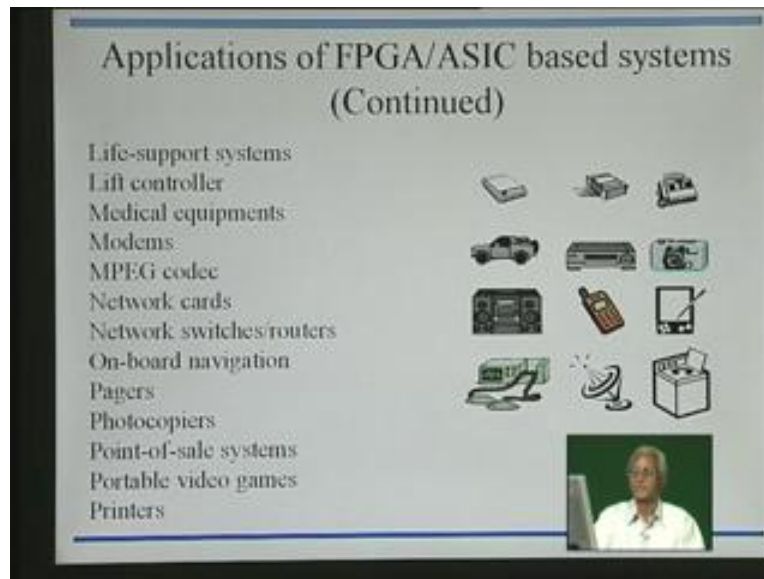 Applications of FPGA/ASIC based systems
(Continued)
Life-support systems
Lift controller
Medical equipments
Modems
MPEG codec
Network cards
Network switches/routers
On-board navigation
Pagers
Photocopiers
Point-of-sale systems
Portable video games
Printers